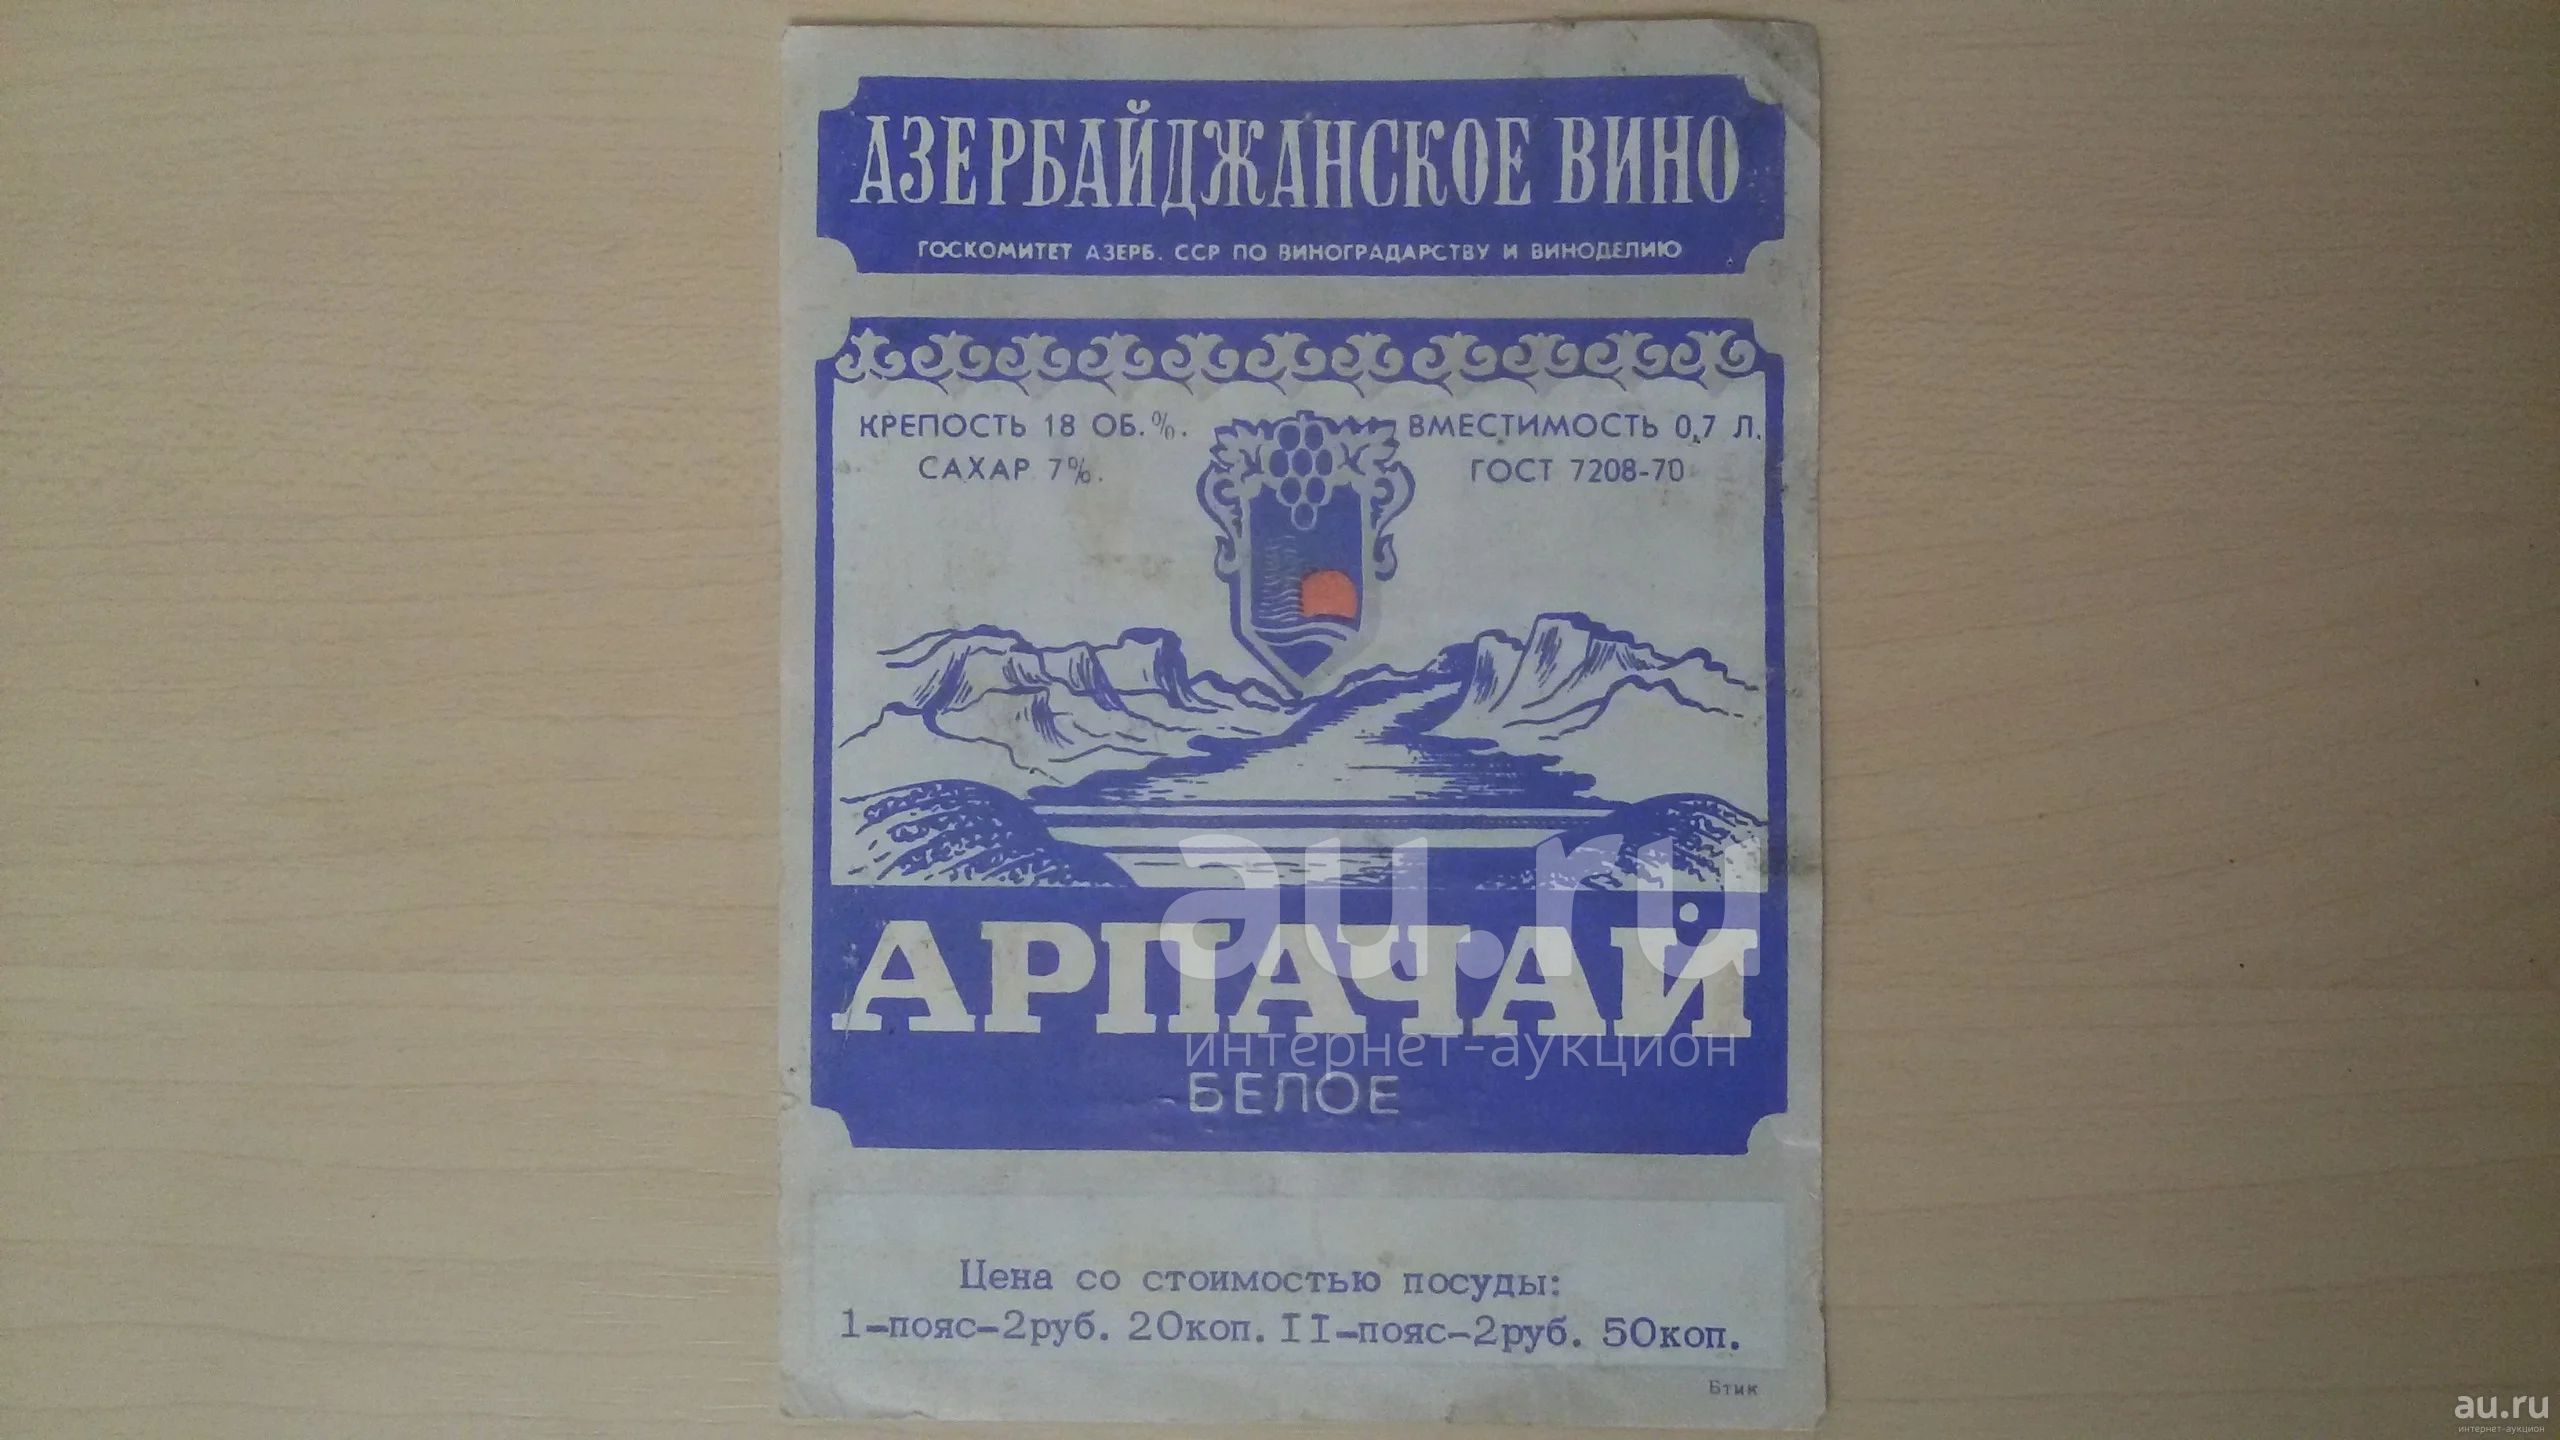 АЗЕРБАЙДЖАНСКОЕ ВИНО
ГОСКОМИТЕТ АЗЕРБ. ССР ПО ВИНОГРАДАРСТВУ И ВИНОДЕЛИЮ
КРЕПОСТЬ 18 ОБ.%.
САХАР 7%.
ВМЕСТИМОСТЬ 0,7 Л.
ГОСТ 7208-70
au.ru
АРПАЧАЙ
интернет-аукцион
БЕЛОЕ
Цена со стоимостью посуды:
1-пояс-2руб. 20коп. II-пояс-2руб. 50коп.
Бтик
au.ru
интернет-аукцион